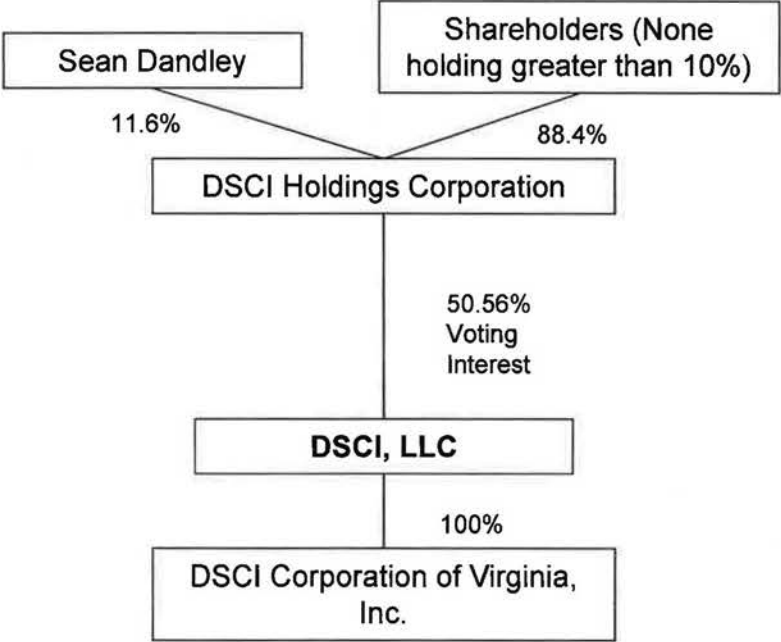 Sean Dandley
Shareholders (None
holding greater than 10%)
11.6%
88.4%
DSCI Holdings Corporation
50.56%
Voting
Interest
DSCI, LLC
100%
DSCI Corporation of Virginia,
Inc.